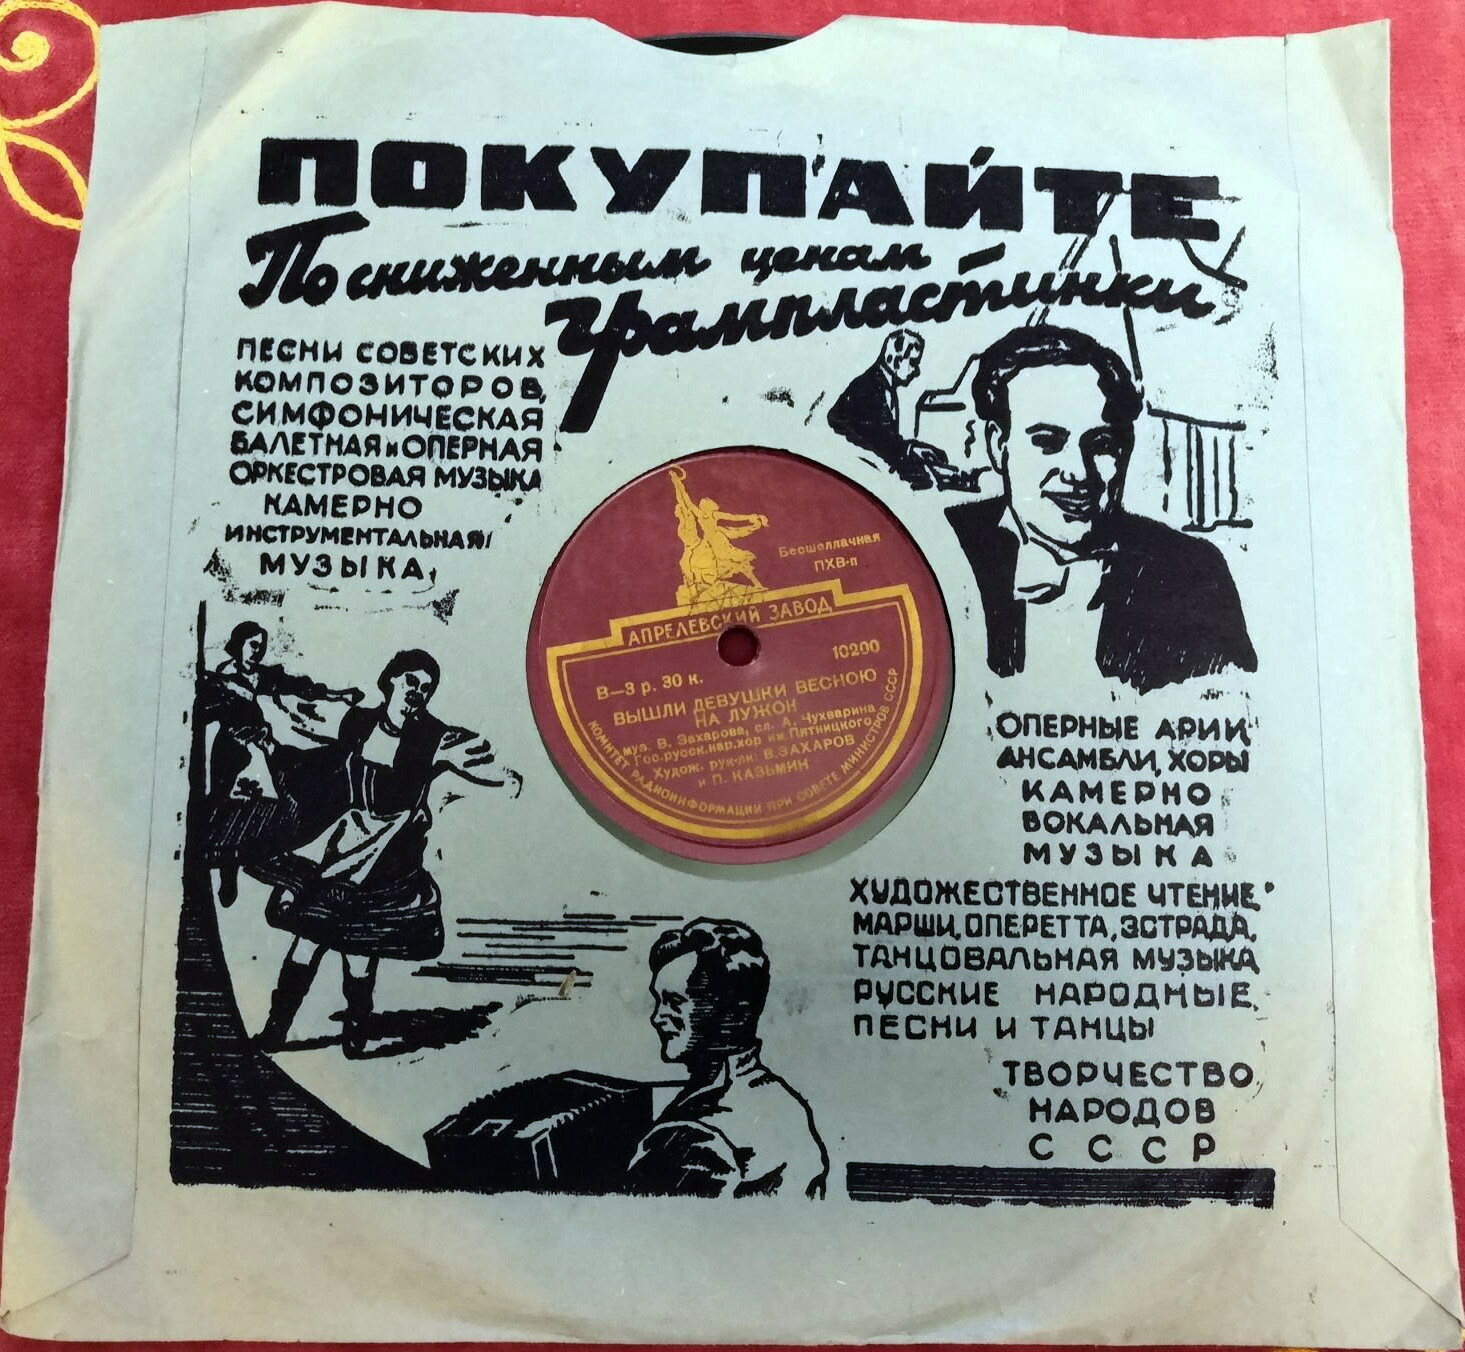 ПОКУПАЙТЕ
По сниженным ценам
грампластинки
ПЕСНИ СОВЕТСКИХ
КОМПОЗИТОРОВ,
СИМФОНИЧЕСКАЯ
БАЛЕТНАЯ и ОПЕРНАЯ
ОРКЕСТРОВАЯ МУЗЫКА
КАМЕРНО
ИНСТРУМЕНТАЛЬНАЯ
МУЗЫКА,
Бесшеллачная
ПХВ-п
АПРЕЛЕВСКИЙ ЗАВОД
10200
В—3 р. 30 к.
ВЫШЛИ ДЕВУШКИ ВЕСНОЮ
НА ЛУЖОК
муз. В. Захарова, сл. А. Чухварина
Гос.русск.нар.хор им.Пятницкого
Худож. рук-ли: В.ЗАХАРОВ
и П. КАЗЬМИН
КОМИТЕТ РАДИОИНФОРМАЦИИ ПРИ СОВЕТЕ МИНИСТРОВ СССР
ОПЕРНЫЕ АРИИ
АНСАМБЛИ, ХОРЫ
КАМЕРНО
ВОКАЛЬНАЯ
МУЗЫКА
ХУДОЖЕСТВЕННОЕ ЧТЕНИЕ
МАРШИ, ОПЕРЕТТА, ЭСТРАДА,
ТАНЦОВАЛЬНАЯ МУЗЫКА
РУССКИЕ НАРОДНЫЕ
ПЕСНИ И ТАНЦЫ
ТВОРЧЕСТВО
НАРОДОВ
СССР